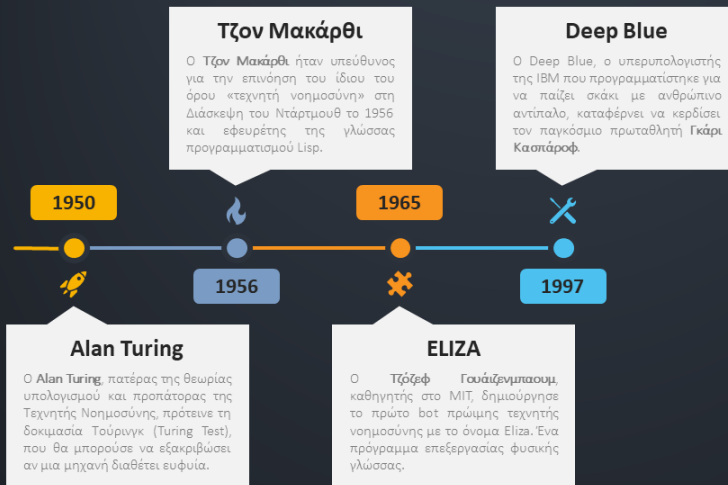 Τζον Μακάρθι
Ο Τζον Μακάρθι ήταν υπεύθυνος
για την επινόηση του ίδιου του
όρου «τεχνητή νοημοσύνη» στη
Διάσκεψη του Ντάρτμουθ το 1956
και εφευρέτης της γλώσσας
προγραμματισμού Lisp.
Deep Blue
Ο Deep Blue, ο υπερυπολογιστής
της IBM που προγραμματίστηκε για
να παίζει σκάκι με ανθρώπινο
αντίπαλο, καταφέρνει να κερδίσει
τον παγκόσμιο πρωταθλητή Γκάρι
Κασπάροφ.
1950
1965
1956
1997
Alan Turing
Ο Alan Turing, πατέρας της θεωρίας
υπολογισμού και προπάτορας της
Τεχνητής Νοημοσύνης, πρότεινε τη
δοκιμασία Τούρινγκ (Turing Test),
που θα μπορούσε να εξακριβώσει
αν μια μηχανή διαθέτει ευφυία.
ELIZA
Ο Τζόζεφ Γουάιζενμπαουμ,
καθηγητής στο MIT, δημιούργησε
το πρώτο bot πρώιμης τεχνητής
νοημοσύνης με το όνομα Eliza. Ένα
πρόγραμμα επεξεργασίας φυσικής
γλώσσας.